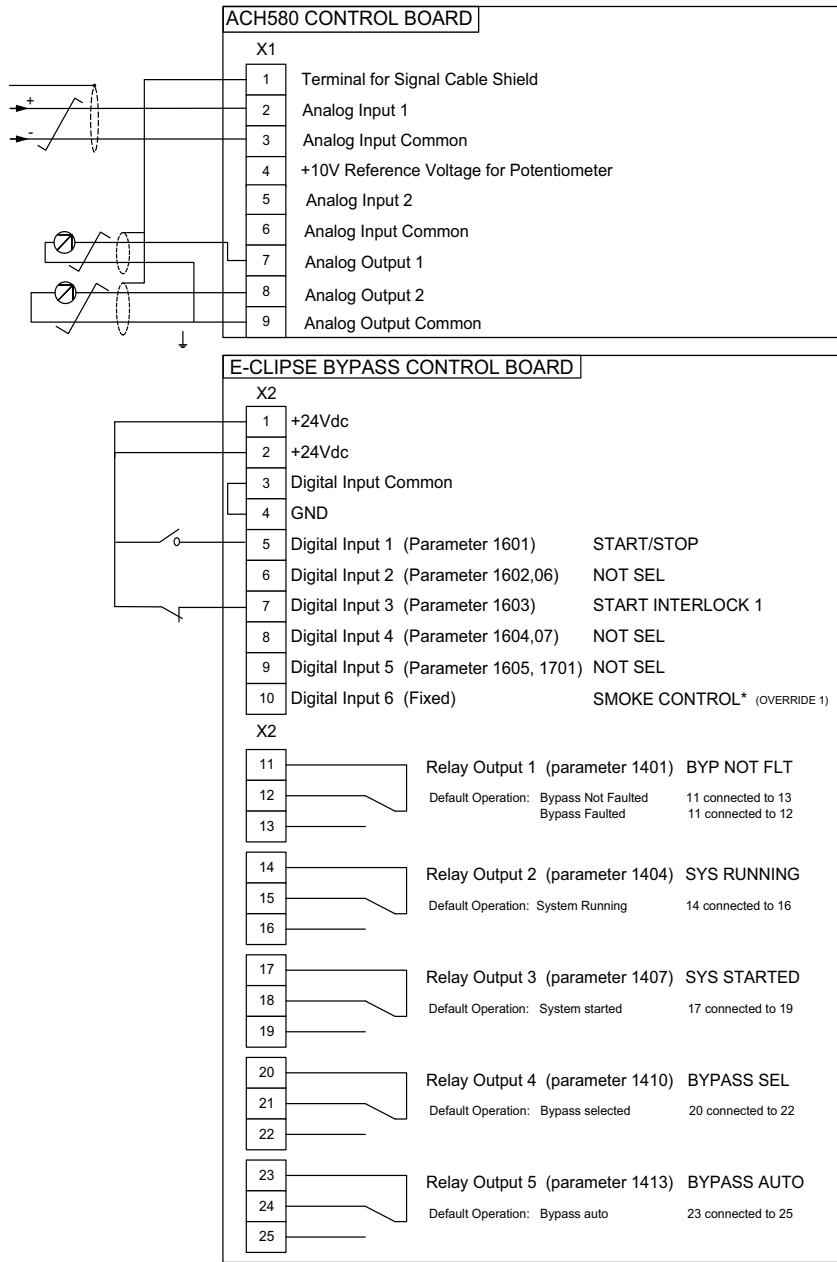 ACH580 CONTROL BOARD
X1
1 Terminal for Signal Cable Shield
+ 2 Analog Input 1
- 3 Analog Input Common
4 +10V Reference Voltage for Potentiometer
5 Analog Input 2
6 Analog Input Common
7 Analog Output 1
8 Analog Output 2
9 Analog Output Common
E-CLIPSE BYPASS CONTROL BOARD
X2
1 +24Vdc
2 +24Vdc
3 Digital Input Common
4 GND
5 Digital Input 1 (Parameter 1601) START/STOP
6 Digital Input 2 (Parameter 1602,06) NOT SEL
7 Digital Input 3 (Parameter 1603) START INTERLOCK 1
8 Digital Input 4 (Parameter 1604,07) NOT SEL
9 Digital Input 5 (Parameter 1605, 1701) NOT SEL
10 Digital Input 6 (Fixed) SMOKE CONTROL* (OVERRIDE 1)
X2
11 Relay Output 1 (parameter 1401) BYP NOT FLT
12 Default Operation: Bypass Not Faulted 11 connected to 13
Bypass Faulted 11 connected to 12
13
14 Relay Output 2 (parameter 1404) SYS RUNNING
15 Default Operation: System Running 14 connected to 16
16
17 Relay Output 3 (parameter 1407) SYS STARTED
18 Default Operation: System started 17 connected to 19
19
20 Relay Output 4 (parameter 1410) BYPASS SEL
21 Default Operation: Bypass selected 20 connected to 22
22
23 Relay Output 5 (parameter 1413) BYPASS AUTO
24 Default Operation: Bypass auto 23 connected to 25
25